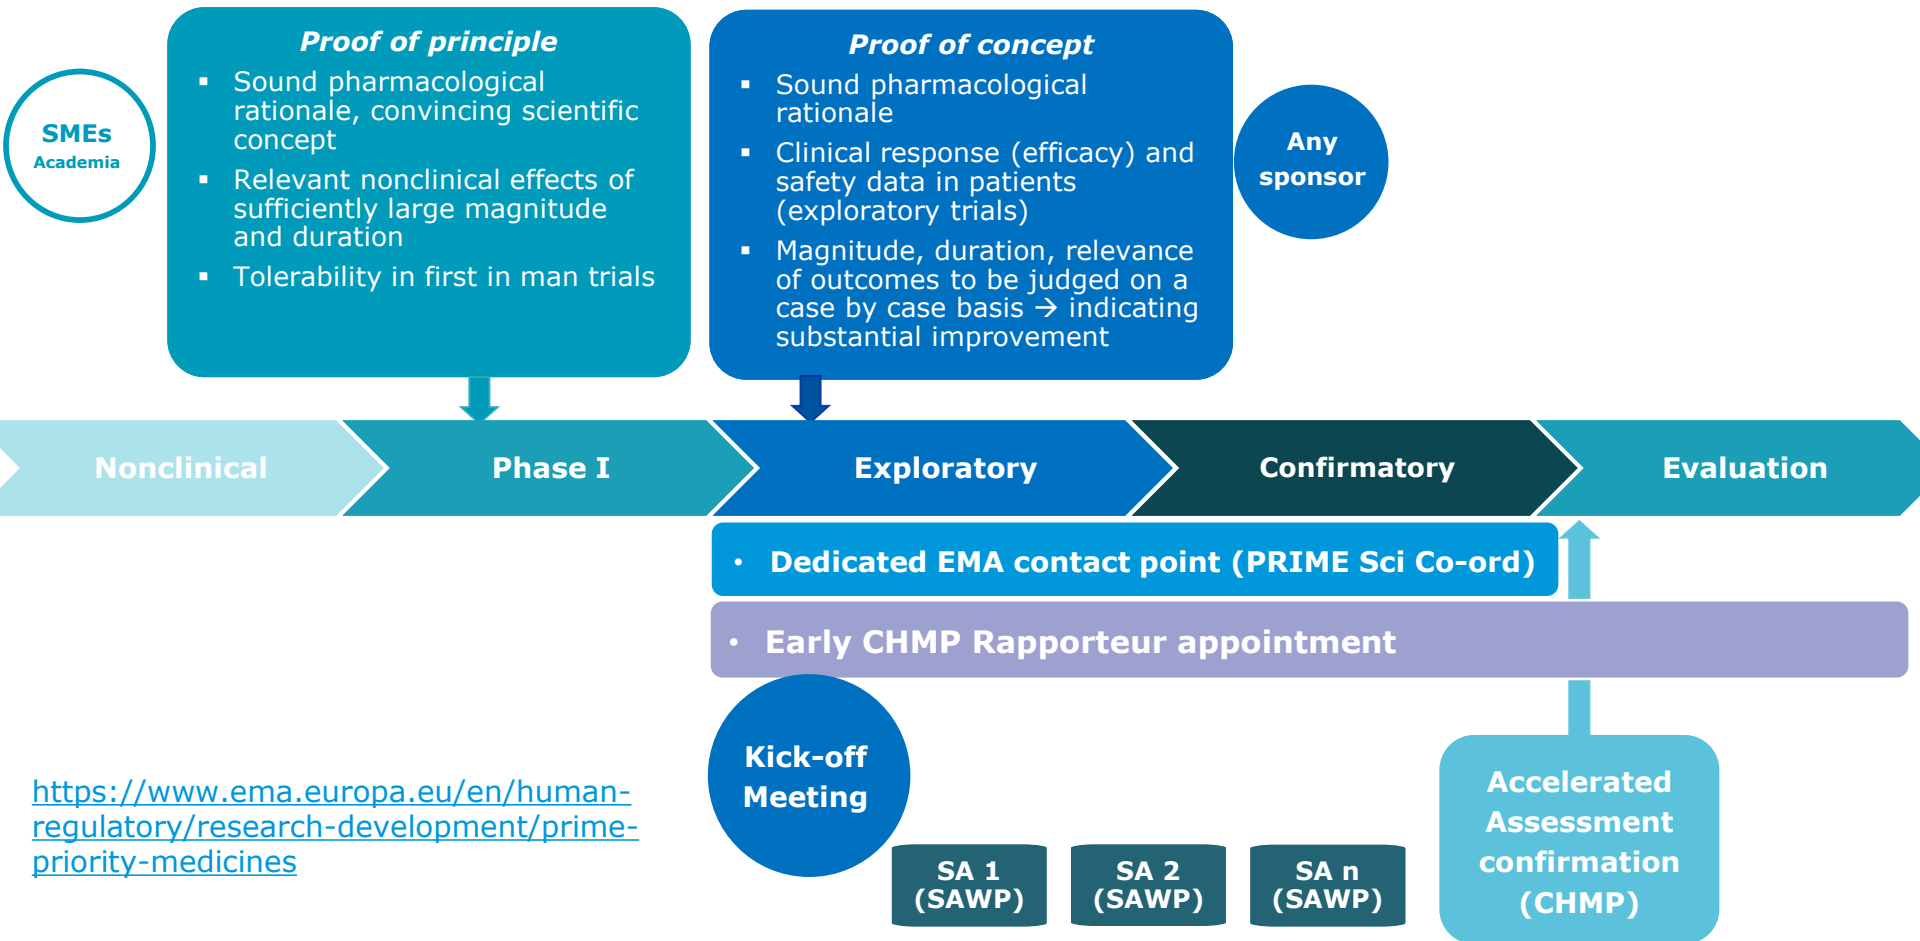 SMEs
Academia
Proof of principle
▪ Sound pharmacological
rationale, convincing scientific
concept
▪ Relevant nonclinical effects of
sufficiently large magnitude
and duration
▪ Tolerability in first in man trials
Proof of concept
▪ Sound pharmacological
rationale
▪ Clinical response (efficacy) and
safety data in patients
(exploratory trials)
▪ Magnitude, duration, relevance
of outcomes to be judged on a
case by case basis → indicating
substantial improvement
Any
sponsor
Nonclinical
Phase I
Exploratory
Confirmatory
Evaluation
• Dedicated EMA contact point (PRIME Sci Co-ord)
• Early CHMP Rapporteur appointment
Kick-off
Meeting
https://www.ema.europa.eu/en/human-
regulatory/research-development/prime-
priority-medicines
SA 1
(SAWP)
SA 2
(SAWP)
SA n
(SAWP)
Accelerated
Assessment
confirmation
(CHMP)